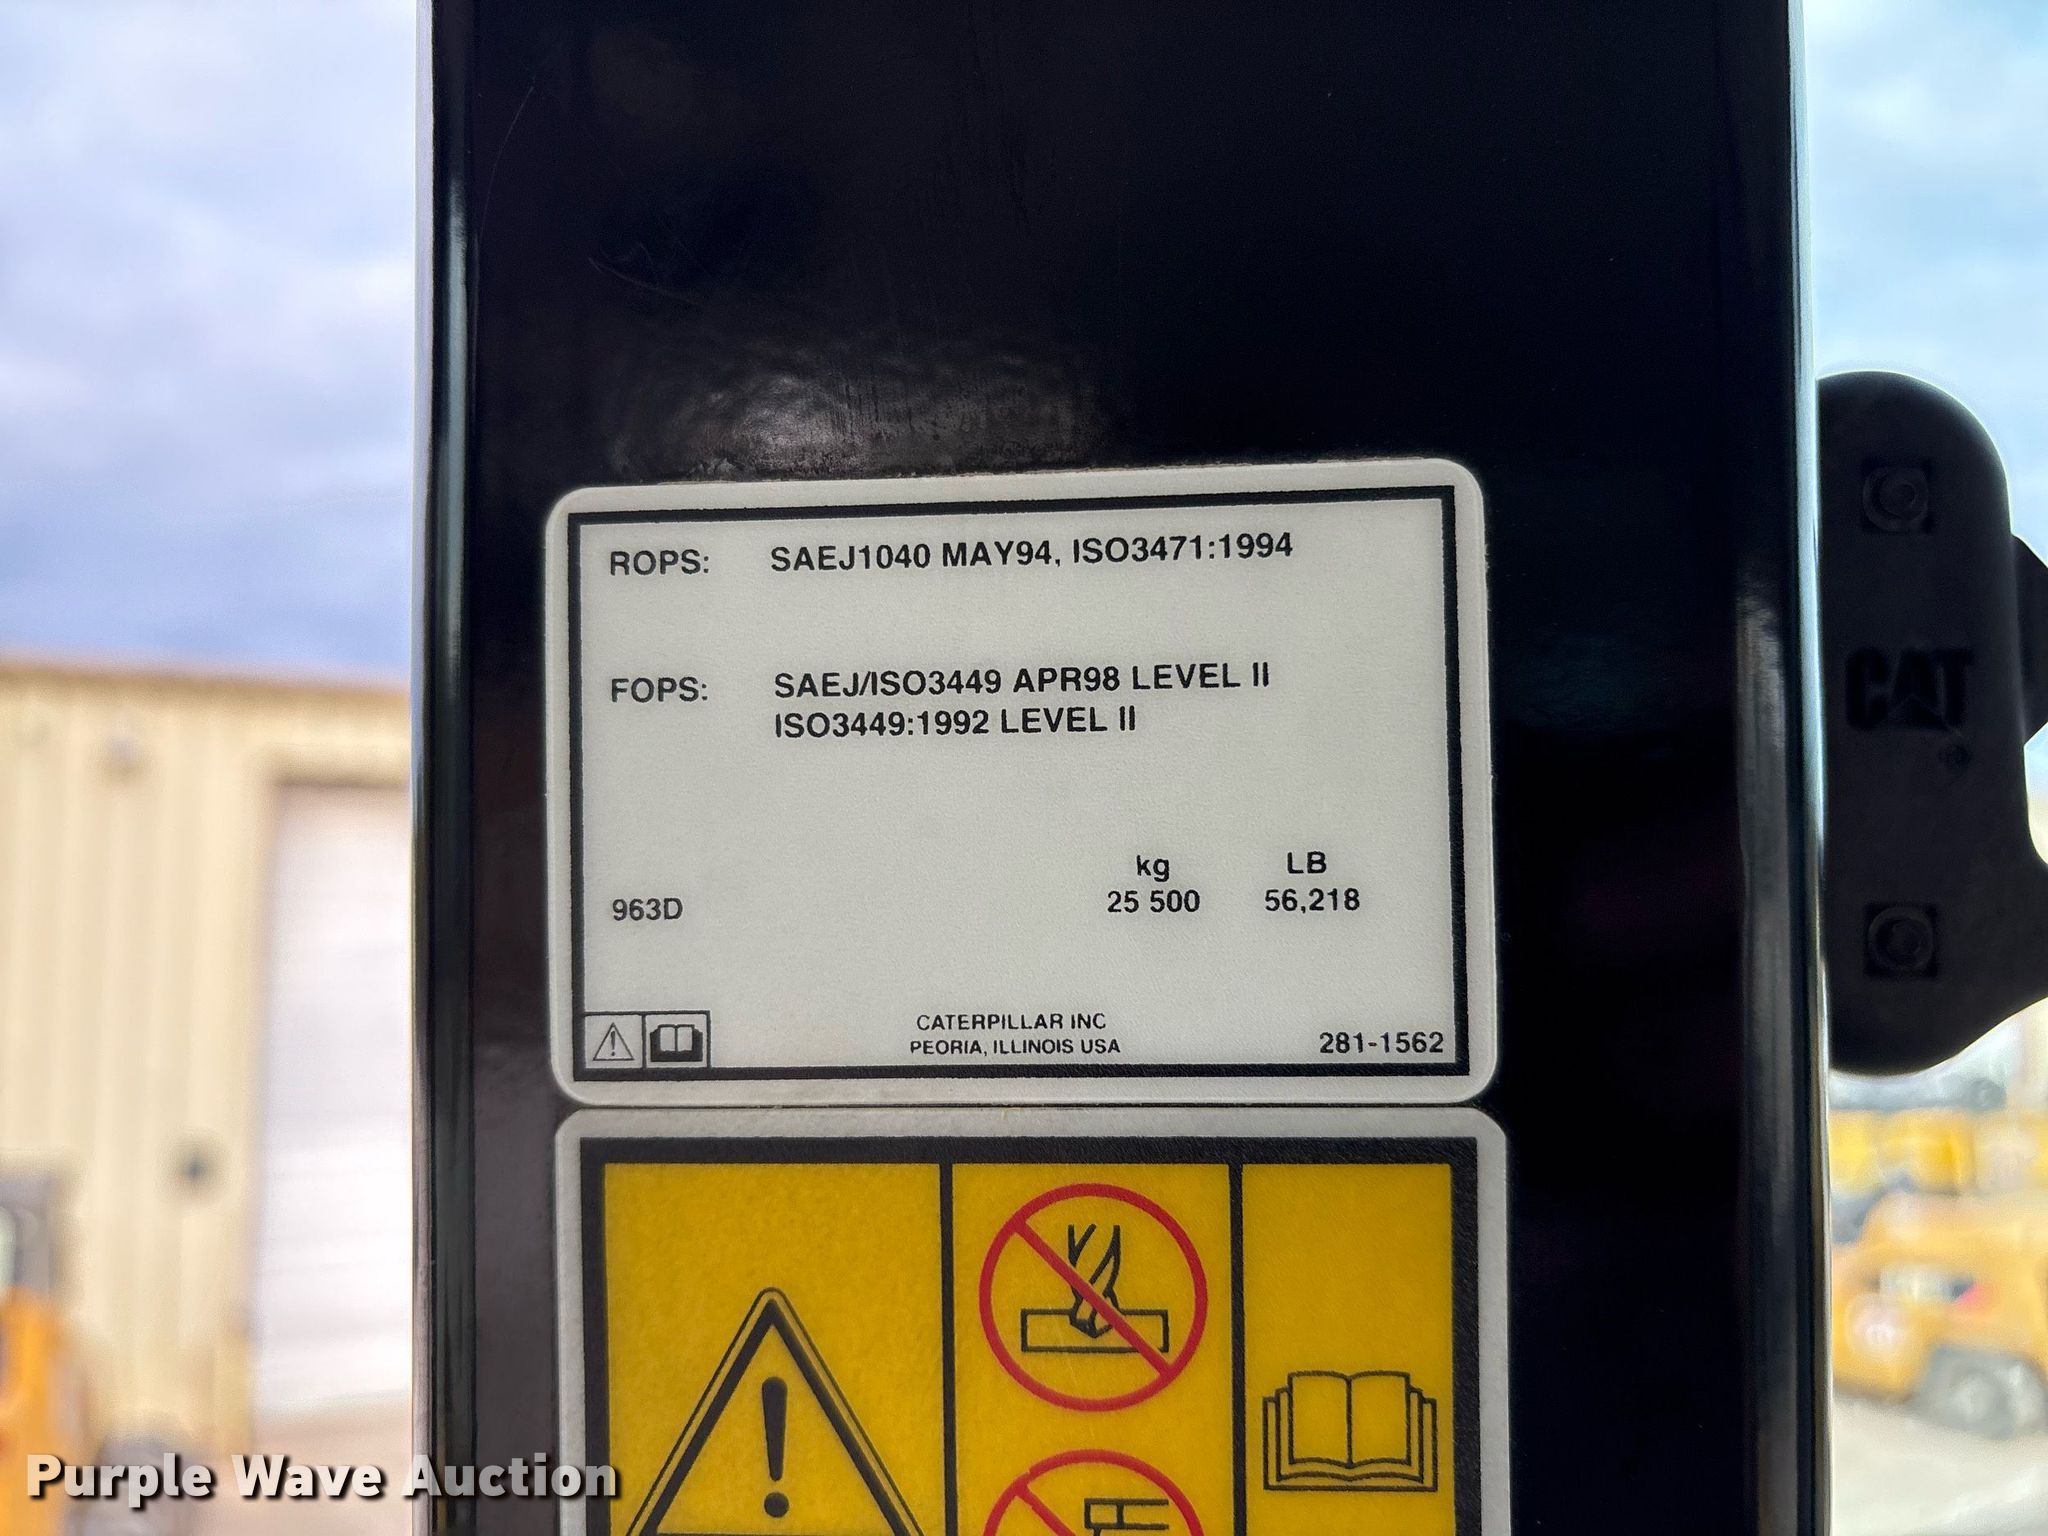 ROPS: SAEJ1040 MAY94, ISO3471:1994
FOPS: SAEJ/ISO3449 APR98 LEVEL II
ISO3449:1992 LEVEL II
kg LB
963D 25 500 56,218
CATERPILLAR INC
PEORIA, ILLINOIS USA
281-1562
CAT
Purple Wave Auction